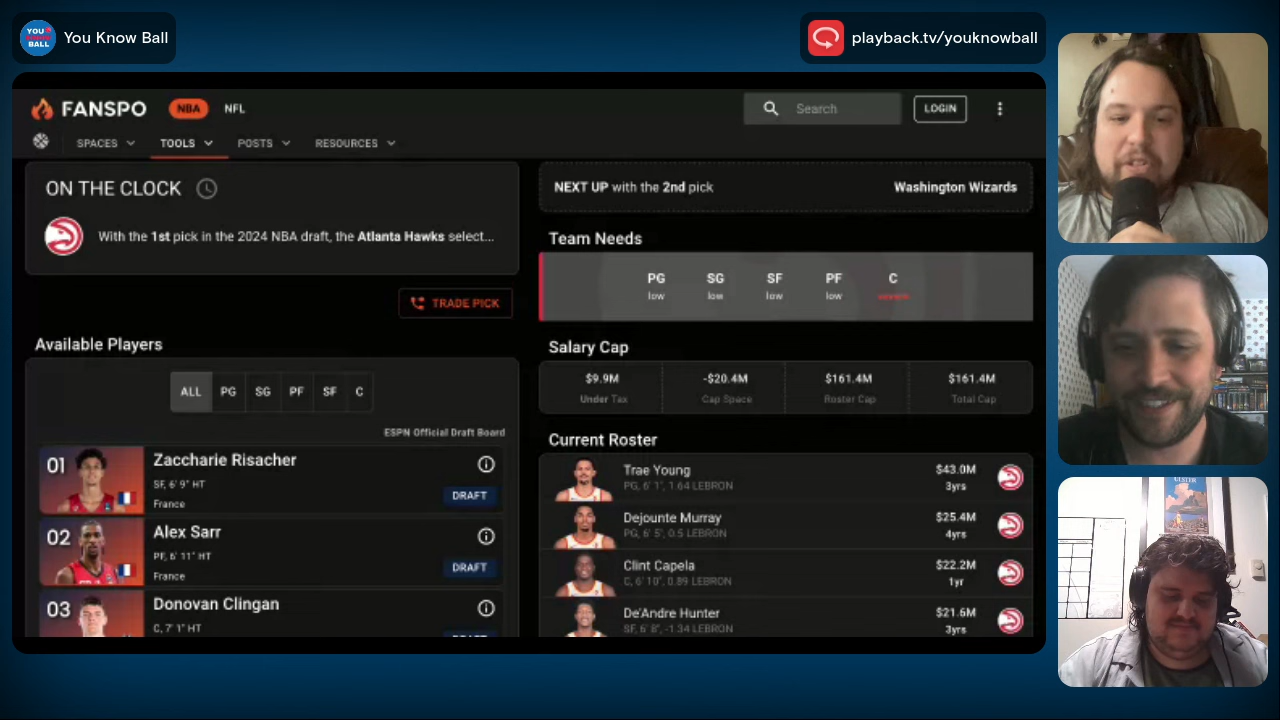 YOU KNOW BALL
You Know Ball
playback.tv/youknowball
FANSPO
NBA
NFL
Search
LOGIN
SPACES
TOOLS
POSTS
RESOURCES
ON THE CLOCK
With the 1st pick in the 2024 NBA draft, the Atlanta Hawks select...
TRADE PICK
Available Players
ALL PG SG PF SF C
ESPN Official Draft Board
01
Zaccharie Risacher
SF, 6' 9" HT
France
DRAFT
02
Alex Sarr
PF, 6' 11" HT
France
DRAFT
03
Donovan Clingan
C, 7' 1" HT
DRAFT
NEXT UP with the 2nd pick
Washington Wizards
Team Needs
PG SG SF PF C
low low low low
Salary Cap
$9.9M -$20.4M $161.4M $161.4M
Under Tax Cap Space Roster Cap Total Cap
Current Roster
Trae Young
PG, 6' 1", 1.64 LEBRON
$43.0M
3yrs
Dejounte Murray
PG, 6' 5", 0.5 LEBRON
$25.4M
4yrs
Clint Capela
C, 6' 10", 0.89 LEBRON
$22.2M
1yr
De'Andre Hunter
SF, 6' 8", -1.34 LEBRON
$21.6M
3yrs
ULSTER